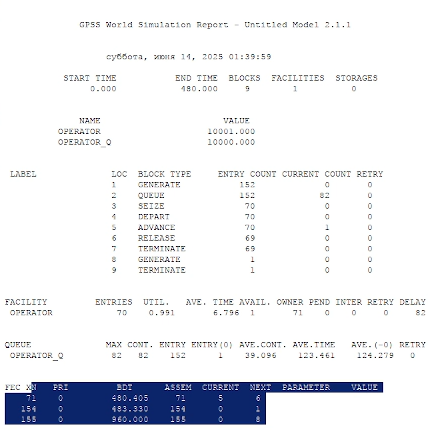 GPSS World Simulation Report - Untitled Model 2.1.1
суббота, июня 14, 2025 01:39:59
START TIME END TIME BLOCKS FACILITIES STORAGES
0.000 480.000 9 1 0
NAME VALUE
OPERATOR 10001.000
OPERATOR_Q 10000.000
LABEL LOC BLOCK TYPE ENTRY COUNT CURRENT COUNT RETRY
1 GENERATE 152 0 0
2 QUEUE 152 82 0
3 SEIZE 70 0 0
4 DEPART 70 0 0
5 ADVANCE 70 1 0
6 RELEASE 69 0 0
7 TERMINATE 69 0 0
8 GENERATE 1 0 0
9 TERMINATE 1 0 0
FACILITY ENTRIES UTIL. AVE. TIME AVAIL. OWNER PEND INTER RETRY DELAY
OPERATOR 70 0.991 6.796 1 71 0 0 0 82
QUEUE MAX CONT. ENTRY ENTRY(0) AVE.CONT. AVE.TIME AVE.(-0) RETRY
OPERATOR_Q 82 82 152 1 39.096 123.461 124.279 0
FEC XN PRI BDT ASSEM CURRENT NEXT PARAMETER VALUE
71 0 480.405 71 5 6
154 0 483.330 154 0 1
155 0 960.000 155 0 8